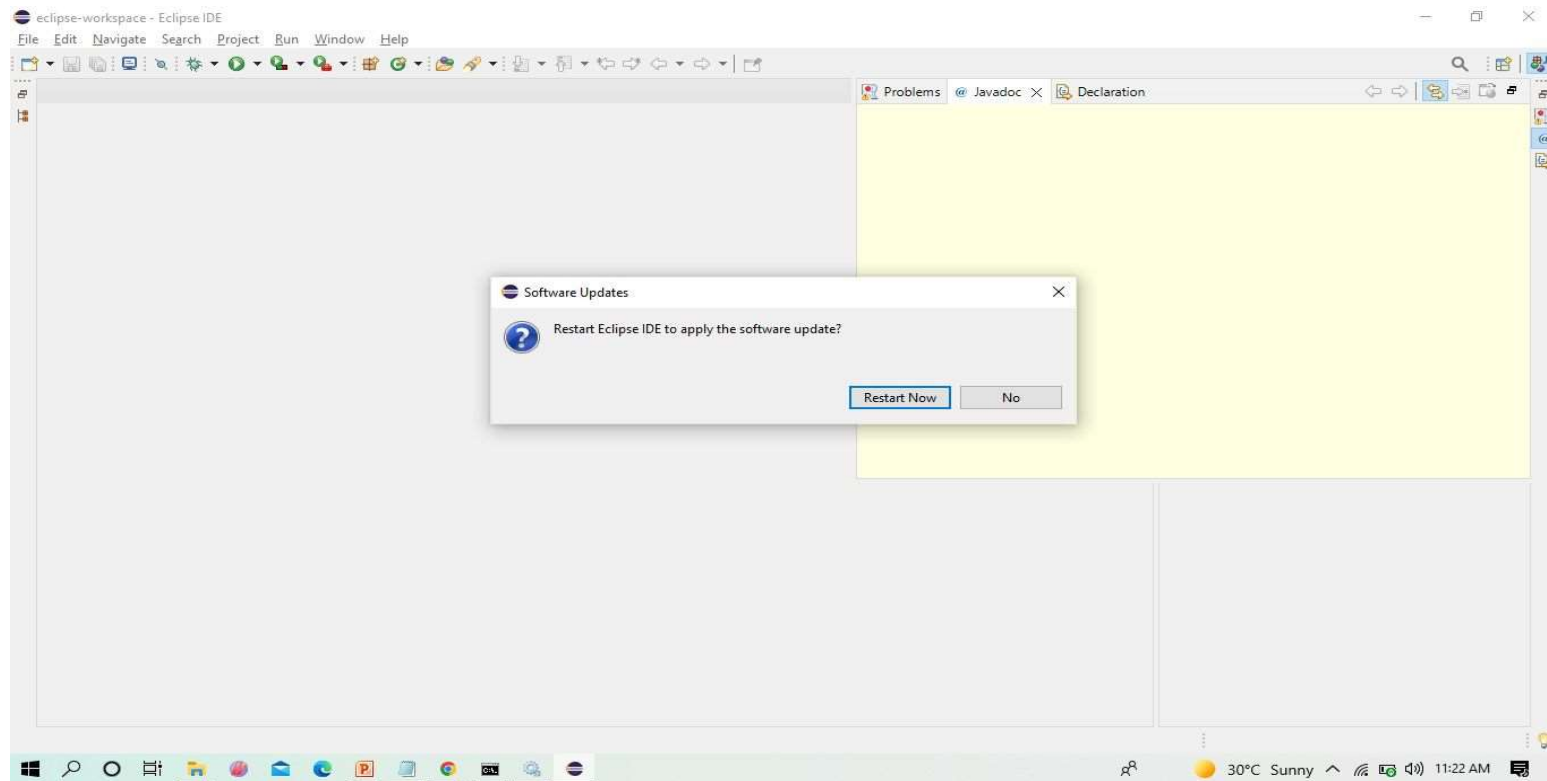 eclipse-workspace - Eclipse IDE
File Edit Navigate Search Project Run Window Help
Problems @ Javadoc Declaration
Software Updates
Restart Eclipse IDE to apply the software update?
Restart Now No
30°C Sunny 11:22 AM